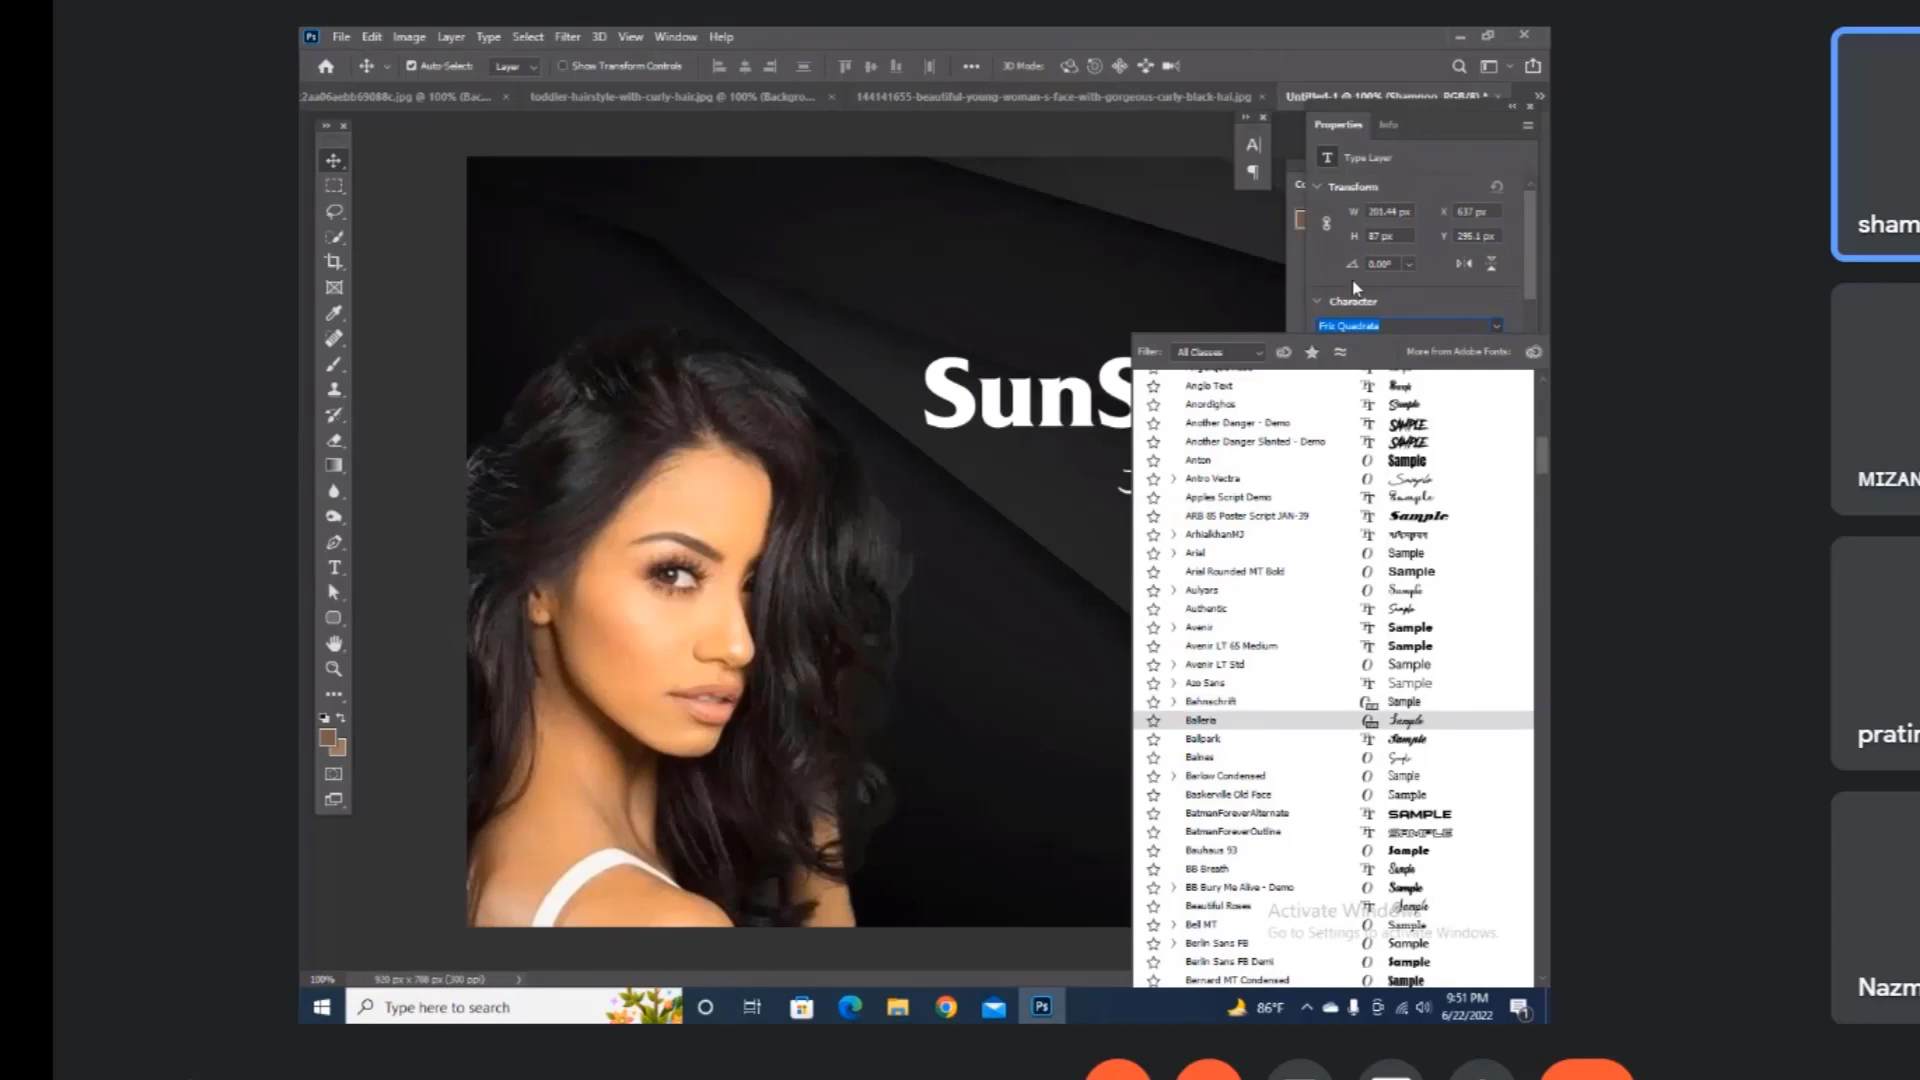 Ps File Edit Image Layer Type Select Filter 3D View Window Help
Auto-Select: Layer Show Transform Controls 3D Mode:
2aa06aebb69088c.jpg @ 100% (Bac... × toddler-hairstyle-with-curly-hair.jpg @ 100% (Backgro... × 144141655-beautiful-young-woman-s-face-with-gorgeous-curly-black-hai.jpg × Untitled-1 @ 100% (Shampoo, RGB/8) *
Properties Info
T Type Layer
Transform
W 201.44 px X 637 px
H 87 px Y 295.1 px
0.00°
Character
Friz Quadrata
Filter: All Classes More from Adobe Fonts:
SunS
Anglo Text Sample
Anordighos Sample
Another Danger - Demo SAMPLE
Another Danger Slanted - Demo SAMPLE
Anton Sample
Antro Vectra Sample
Apples Script Demo Sample
ARB 85 Poster Script JAN-39 Sample
ArhialkhanMJ
Arial Sample
Arial Rounded MT Bold Sample
Aulyars Sample
Authentic Sample
Avenir Sample
Avenir LT 65 Medium Sample
Avenir LT Std Sample
Azo Sans Sample
Bahnschrift Sample
Balleria Sample
Ballpark Sample
Balnes Sample
Barlow Condensed Sample
Baskerville Old Face Sample
BatmanForeverAlternate SAMPLE
BatmanForeverOutline SAMPLE
Bauhaus 93 Sample
BB Breath Sample
BB Bury Me Alive - Demo Sample
Beautiful Roses Sample
Bell MT Sample
Berlin Sans FB Sample
Berlin Sans FB Demi Sample
Bernard MT Condensed Sample
Activate Windows
Go to Settings to activate Windows.
100% 920 px x 788 px (300 ppi)
Type here to search
86°F
9:51 PM
6/22/2022
sham
MIZAN
pratin
Nazm